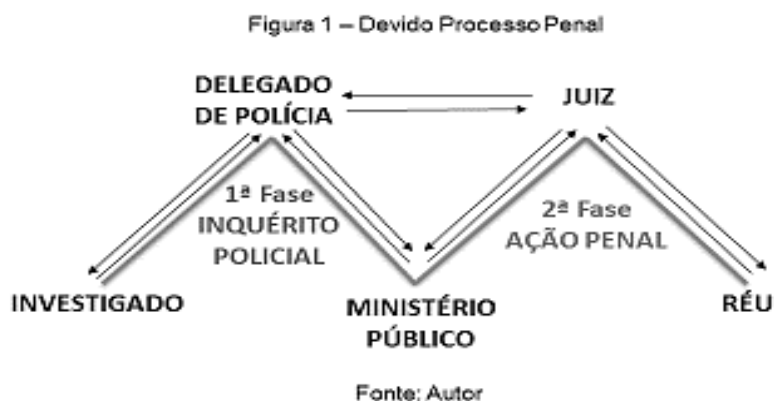 Figura 1 – Devido Processo Penal
DELEGADO
DE POLÍCIA
JUIZ
1ª Fase
INQUÉRITO
POLICIAL
2ª Fase
AÇÃO PENAL
INVESTIGADO
MINISTÉRIO
PÚBLICO
RÉU
Fonte: Autor